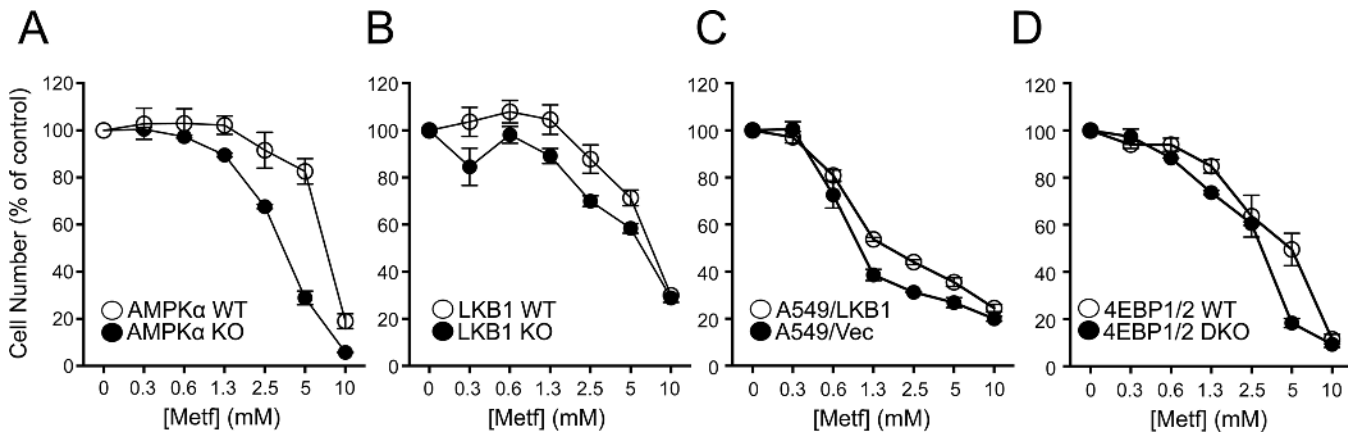 A
B
C
D
Cell Number (% of control)
120
100
80
60
40
20
0
AMPKα WT
AMPKα KO
0 0.3 0.6 1.3 2.5 5 10
[Metf] (mM)
120
100
80
60
40
20
0
LKB1 WT
LKB1 KO
0 0.3 0.6 1.3 2.5 5 10
[Metf] (mM)
120
100
80
60
40
20
0
A549/LKB1
A549/Vec
0 0.3 0.6 1.3 2.5 5 10
[Metf] (mM)
120
100
80
60
40
20
0
4EBP1/2 WT
4EBP1/2 DKO
0 0.3 0.6 1.3 2.5 5 10
[Metf] (mM)